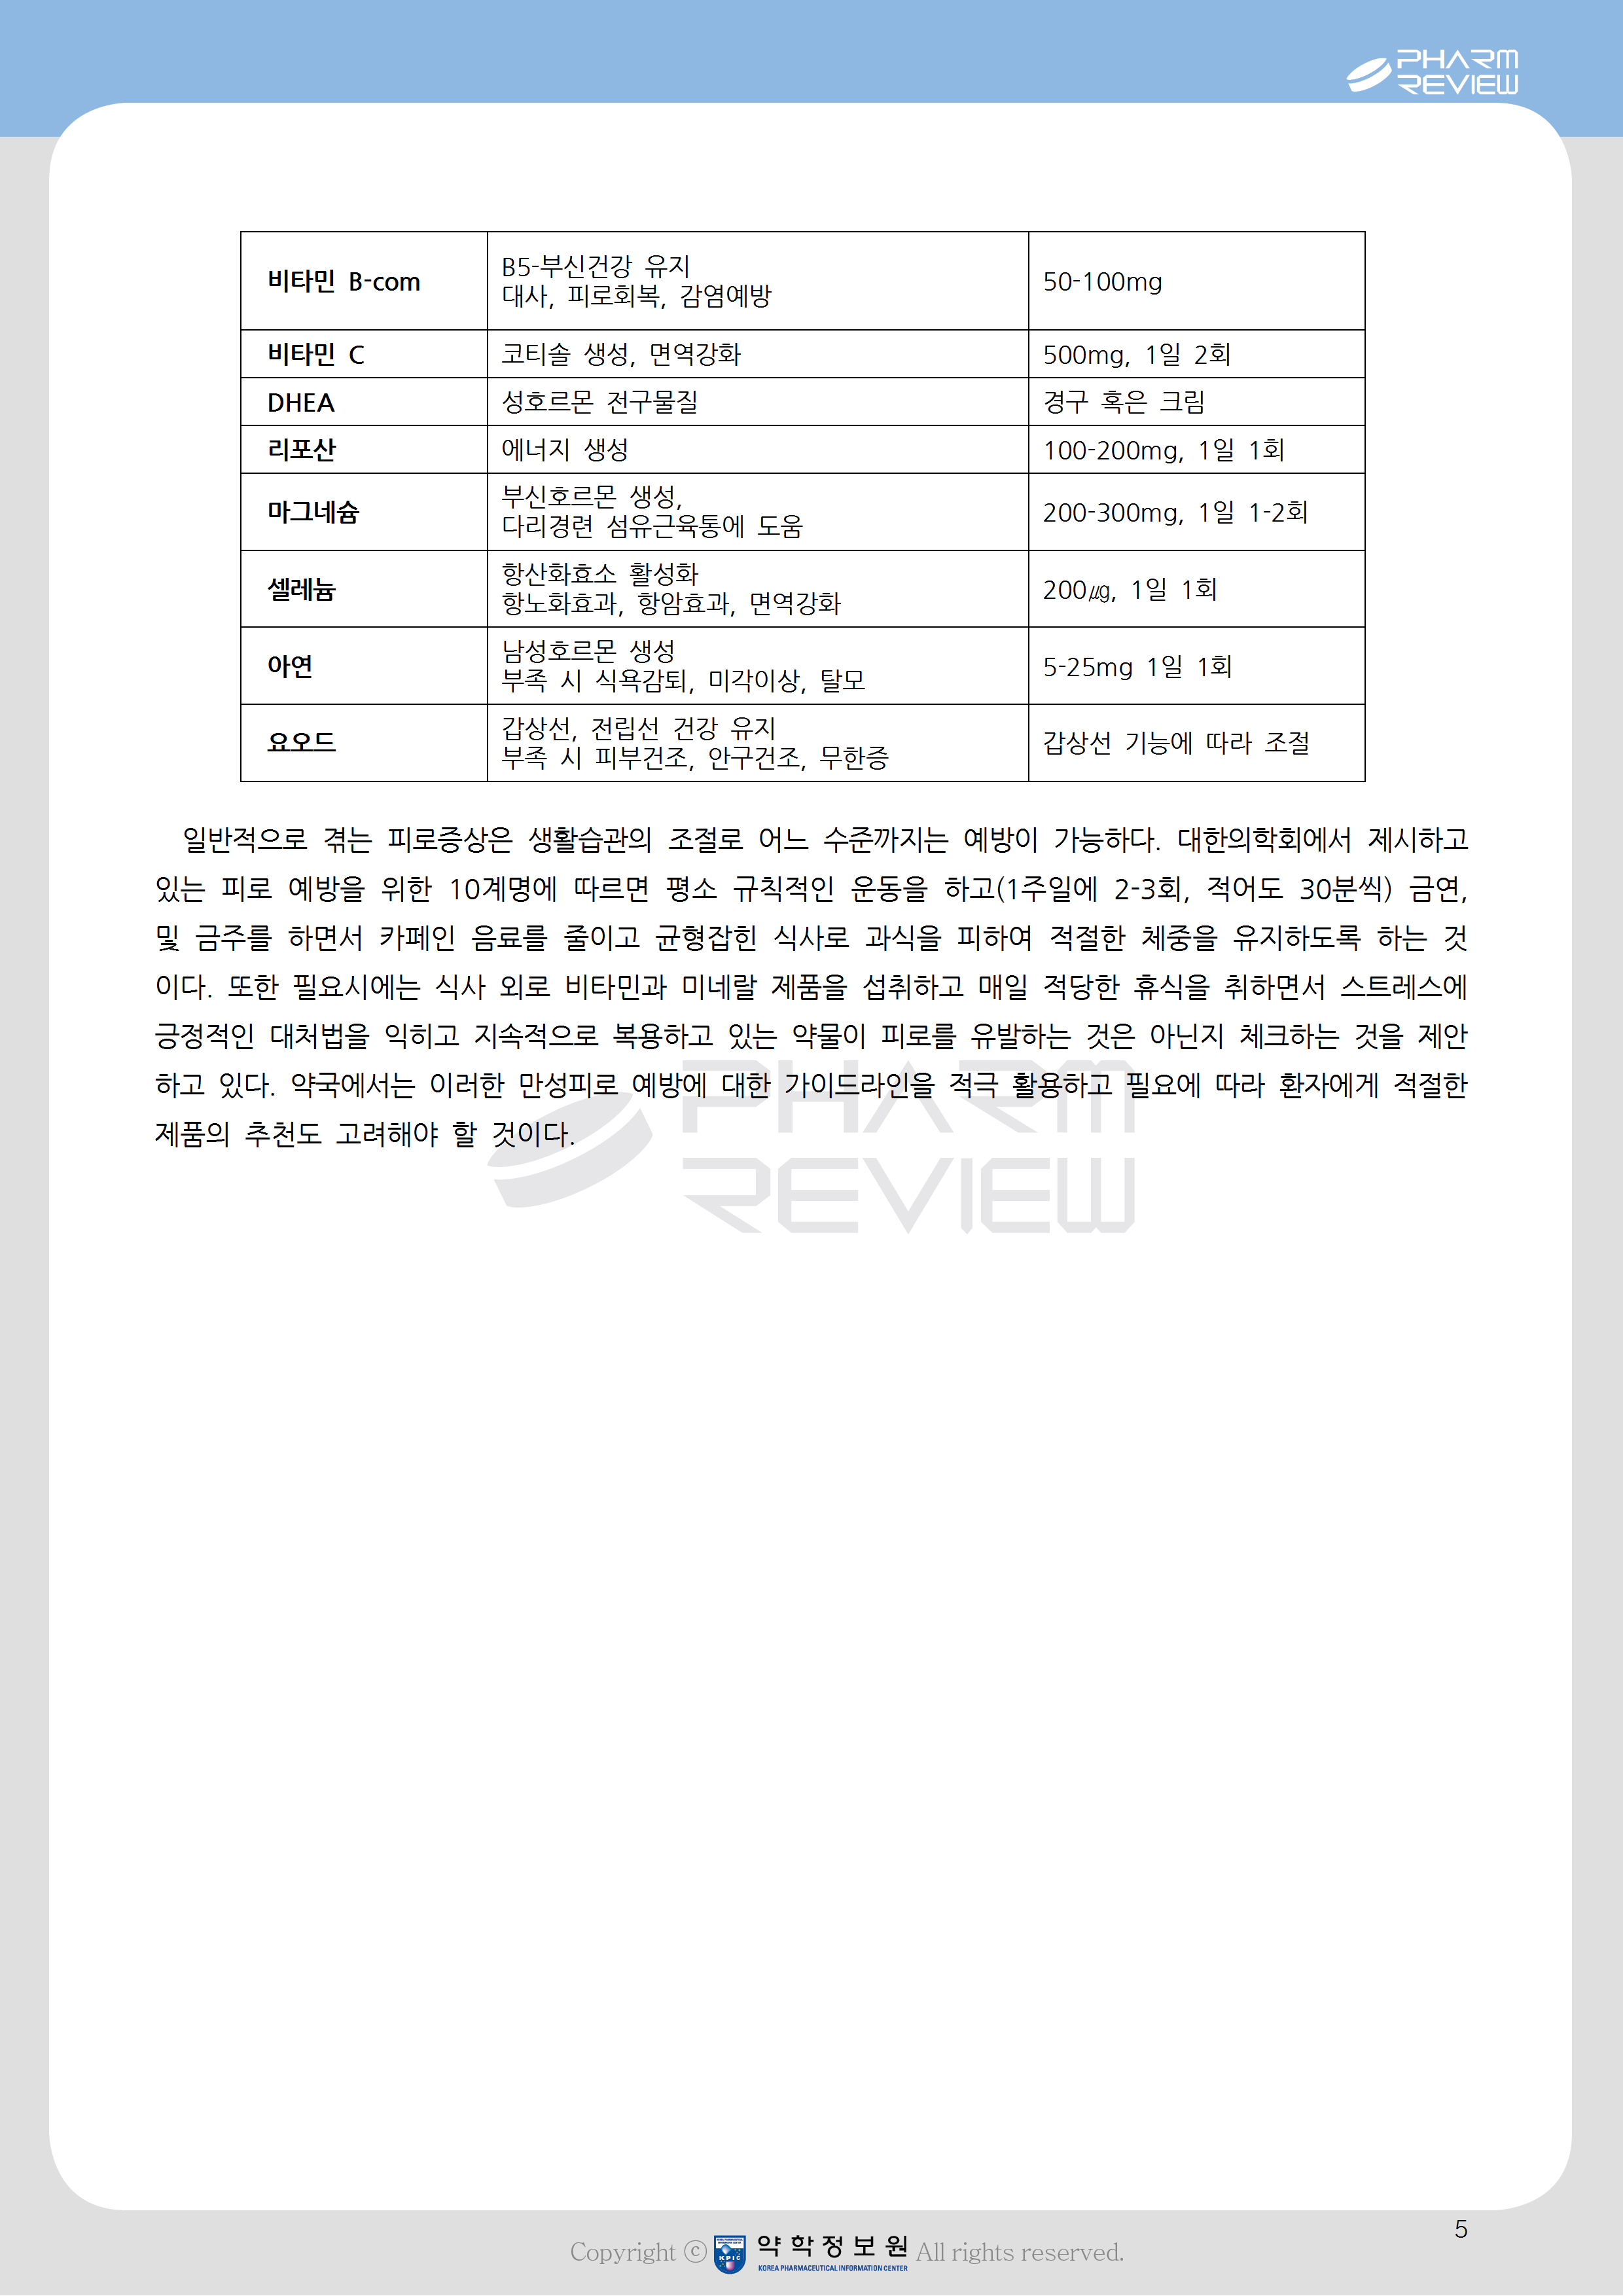 PHARM
REVIEW
비타민 B-com
B5-부신건강 유지
대사, 피로회복, 감염예방
50-100mg
비타민 C
코티솔 생성, 면역강화
500mg, 1일 2회
DHEA
성호르몬 전구물질
경구 혹은 크림
리포산
에너지 생성
100-200mg, 1일 1회
마그네슘
부신호르몬 생성,
다리경련 섬유근육통에 도움
200-300mg, 1일 1-2회
셀레늄
항산화효소 활성화
항노화효과, 항암효과, 면역강화
200㎍, 1일 1회
아연
남성호르몬 생성
부족 시 식욕감퇴, 미각이상, 탈모
5-25mg 1일 1회
요오드
갑상선, 전립선 건강 유지
부족 시 피부건조, 안구건조, 무한증
갑상선 기능에 따라 조절
일반적으로 겪는 피로증상은 생활습관의 조절로 어느 수준까지는 예방이 가능하다. 대한의학회에서 제시하고
있는 피로 예방을 위한 10계명에 따르면 평소 규칙적인 운동을 하고(1주일에 2-3회, 적어도 30분씩) 금연,
및 금주를 하면서 카페인 음료를 줄이고 균형잡힌 식사로 과식을 피하여 적절한 체중을 유지하도록 하는 것
이다. 또한 필요시에는 식사 외로 비타민과 미네랄 제품을 섭취하고 매일 적당한 휴식을 취하면서 스트레스에
긍정적인 대처법을 익히고 지속적으로 복용하고 있는 약물이 피로를 유발하는 것은 아닌지 체크하는 것을 제안
하고 있다. 약국에서는 이러한 만성피로 예방에 대한 가이드라인을 적극 활용하고 필요에 따라 환자에게 적절한
제품의 추천도 고려해야 할 것이다.
PHARM
REVIEW
5
Copyright ⓒ KPIC 약학정보원 All rights reserved.
KOREA PHARMACEUTICAL INFORMATION CENTER